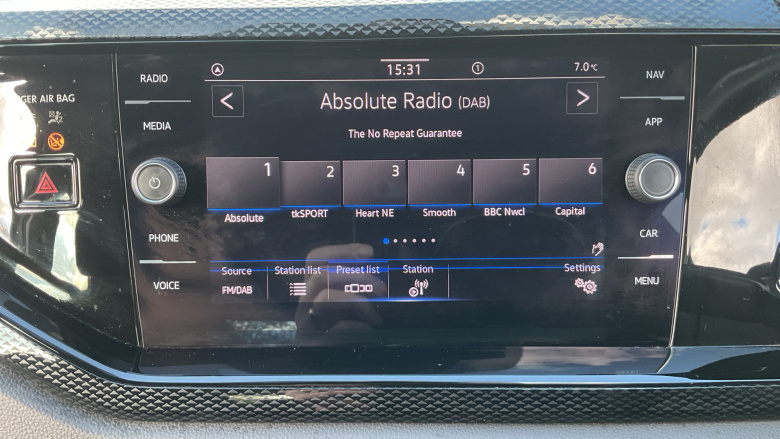 RADIO
MEDIA
PHONE
VOICE
GER AIR BAG
15:31
1
7.0°C
< Absolute Radio (DAB) >
The No Repeat Guarantee
1 2 3 4 5 6
Absolute tkSPORT Heart NE Smooth BBC Nwcl Capital
Source Station list Preset list Station Settings
FM/DAB
NAV
APP
CAR
MENU